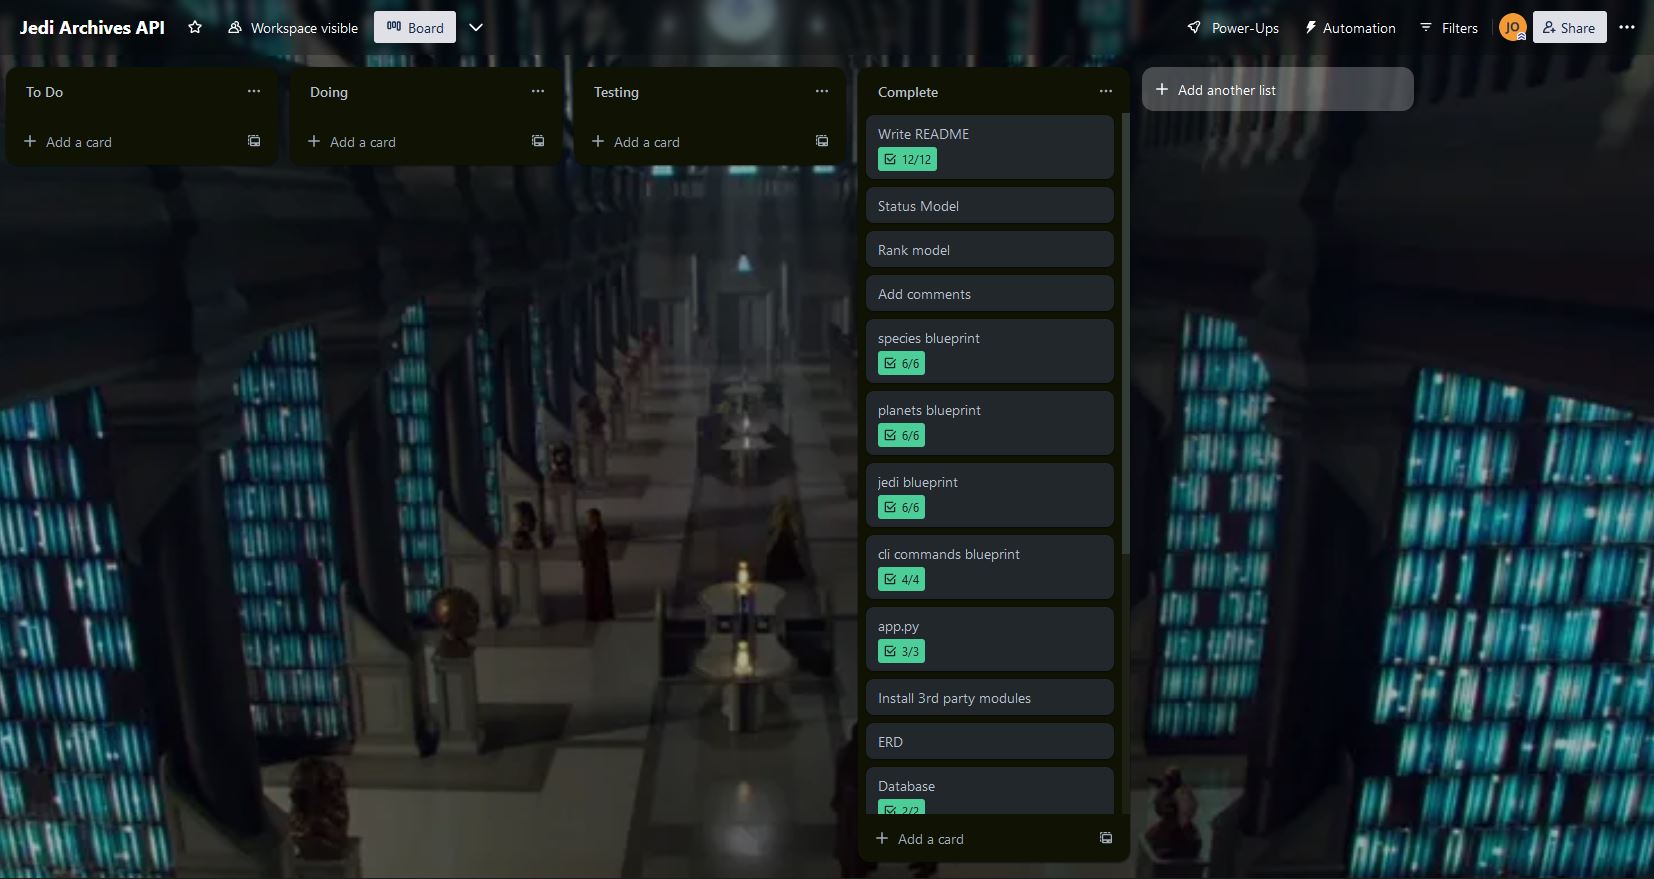 Jedi Archives API
Workspace visible
Board
Power-Ups
Automation
Filters
JO
Share
To Do
Add a card
Doing
Add a card
Testing
Add a card
Complete
Write README
12/12
Status Model
Rank model
Add comments
species blueprint
6/6
planets blueprint
6/6
jedi blueprint
6/6
cli commands blueprint
4/4
app.py
3/3
Install 3rd party modules
ERD
Database
2/2
Add a card
Add another list